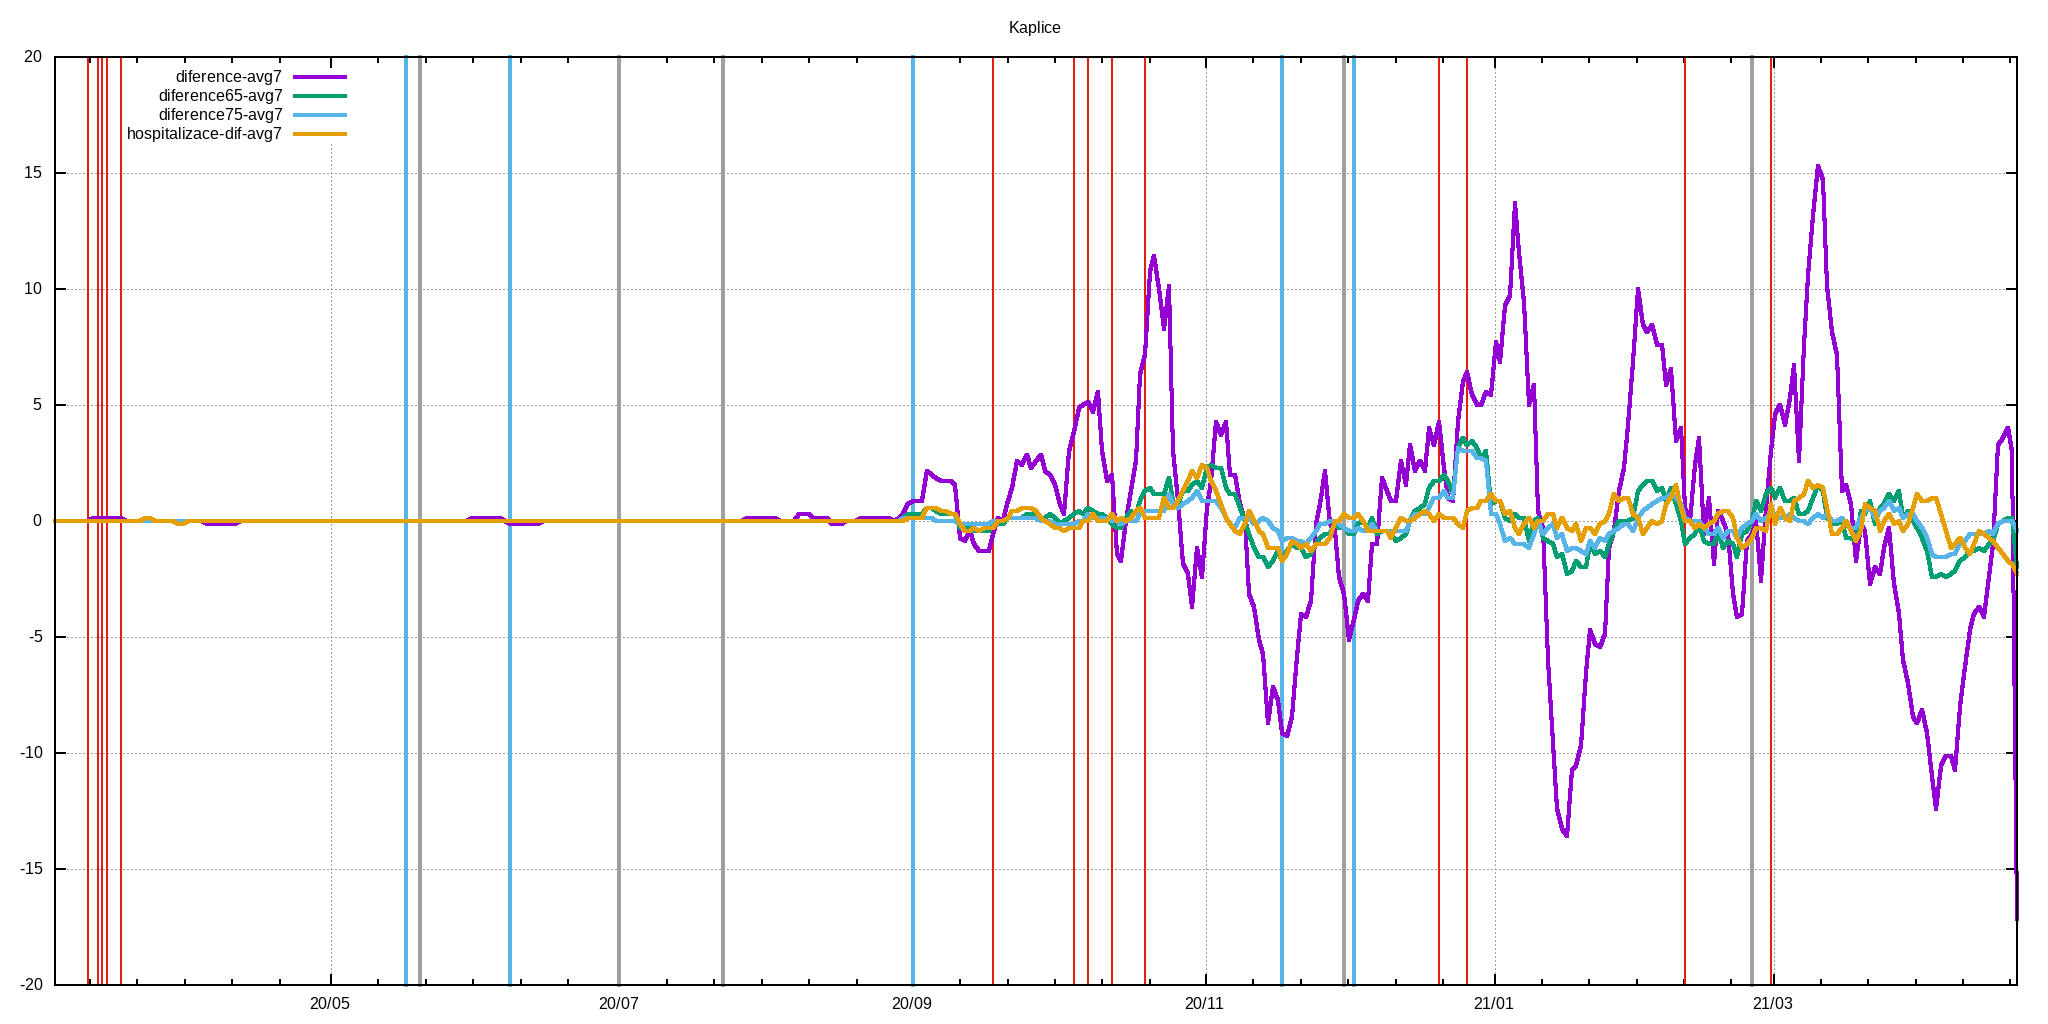 Kaplice
20
15
10
5
0
-5
-10
-15
-20
diference-avg7
diference65-avg7
diference75-avg7
hospitalizace-dif-avg7
20/05 20/07 20/09 20/11 21/01 21/03